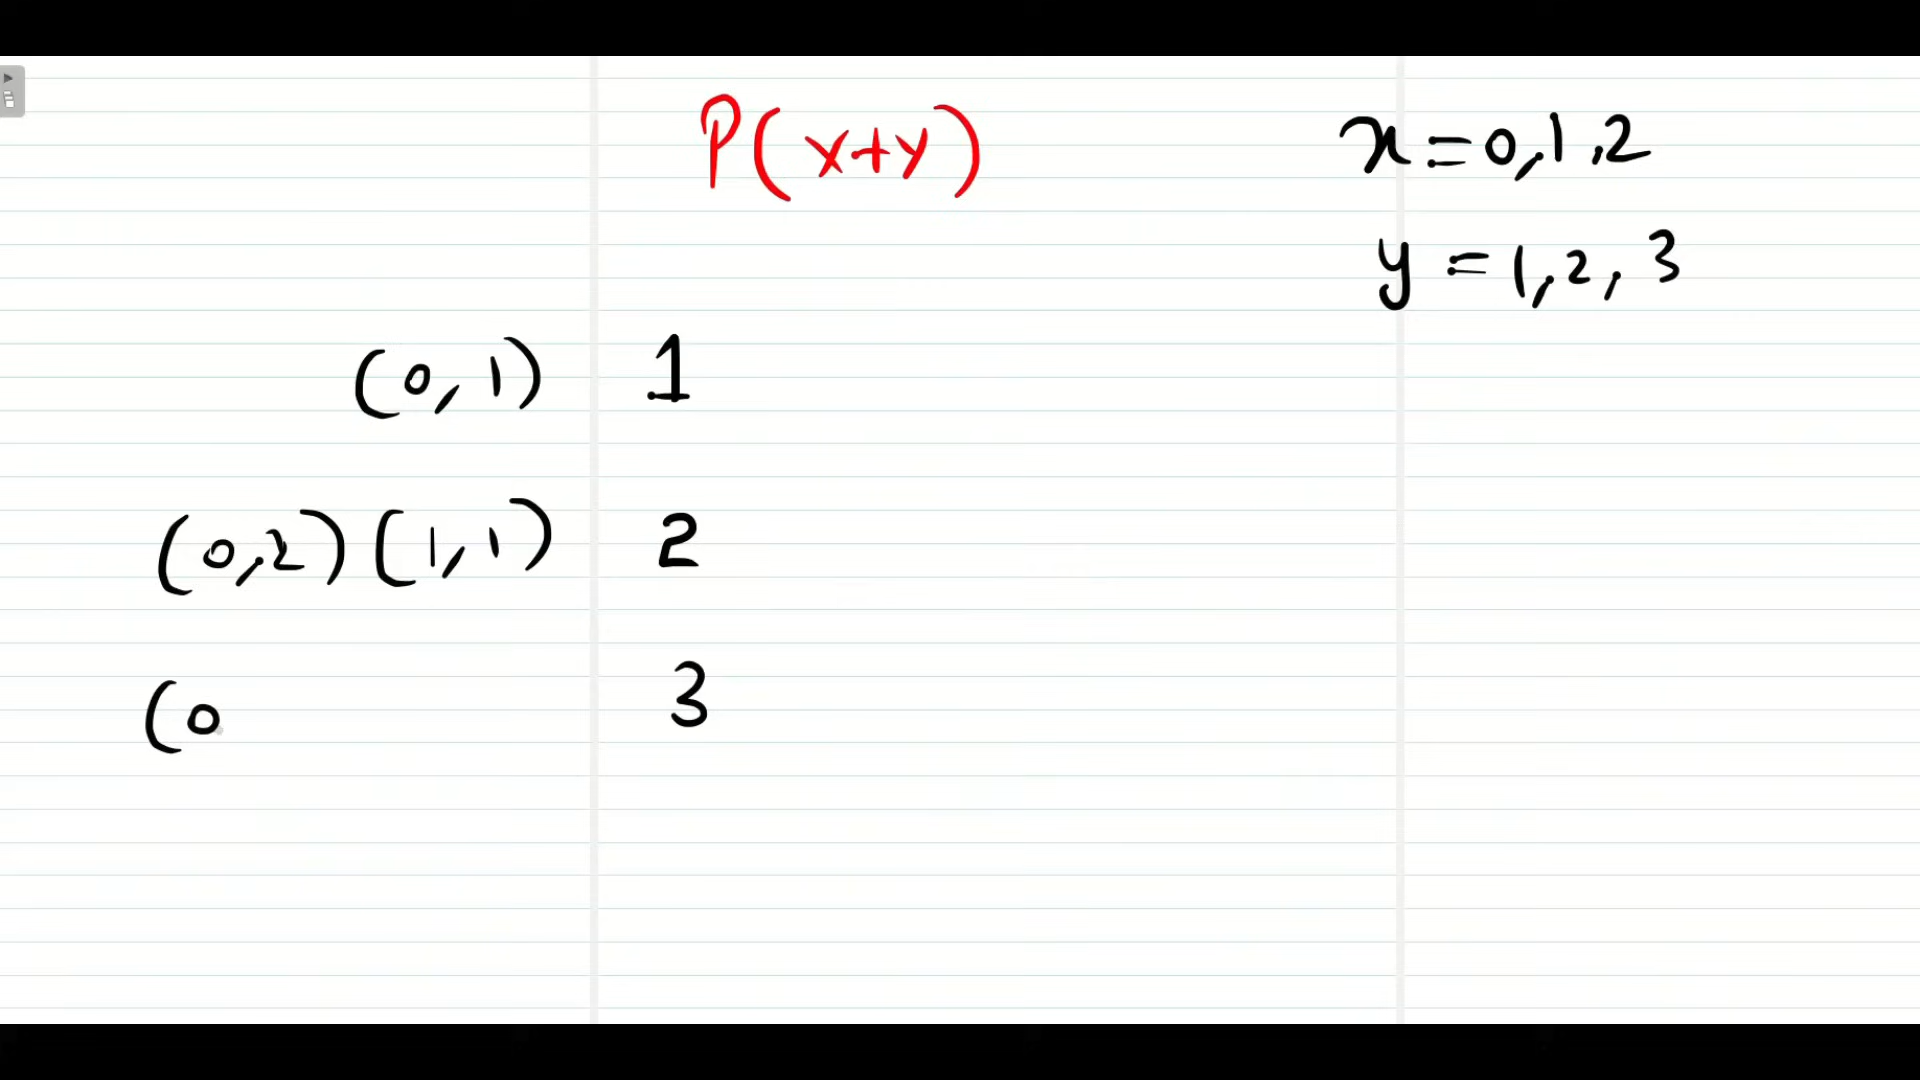 P(x+y)
x=0,1,2
y=1,2,3
(0,1) 1
(0,2)(1,1) 2
(0 3